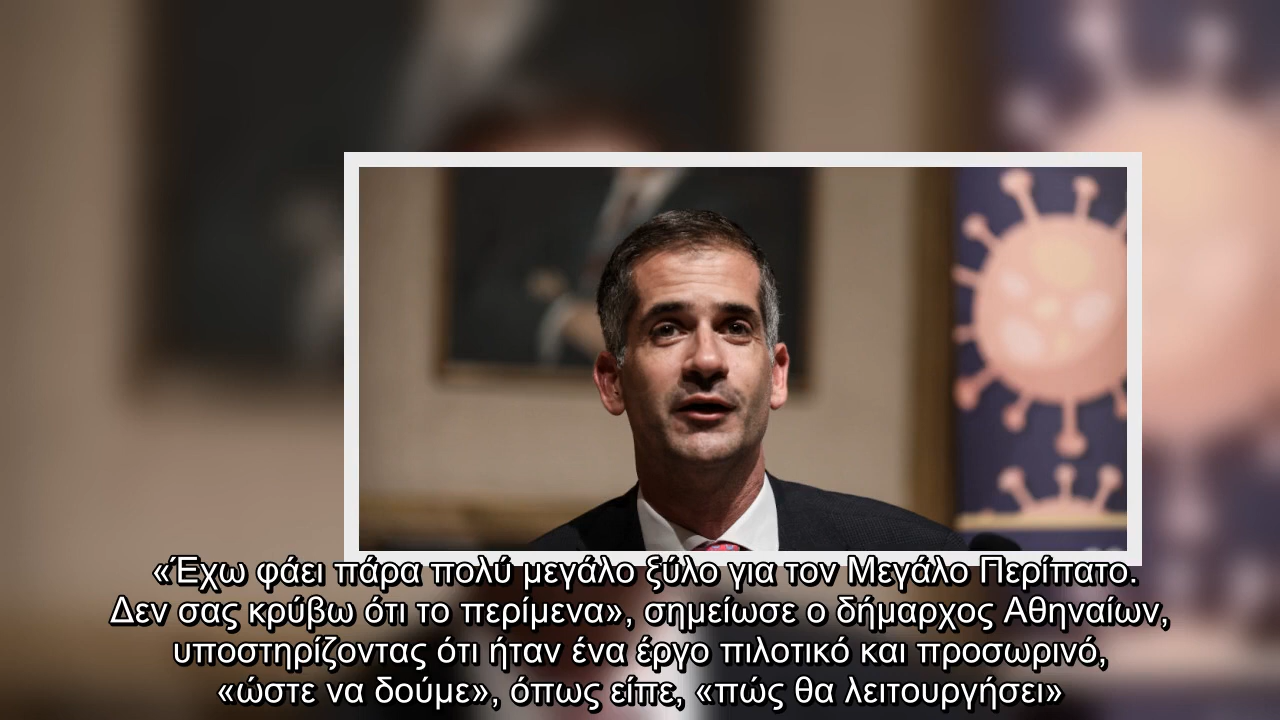 «Έχω φάει πάρα πολύ μεγάλο ξύλο για τον Μεγάλο Περίπατο.
Δεν σας κρύβω ότι το περίμενα», σημείωσε ο δήμαρχος Αθηναίων,
υποστηρίζοντας ότι ήταν ένα έργο πιλοτικό και προσωρινό,
«ώστε να δούμε», όπως είπε, «πώς θα λειτουργήσει»